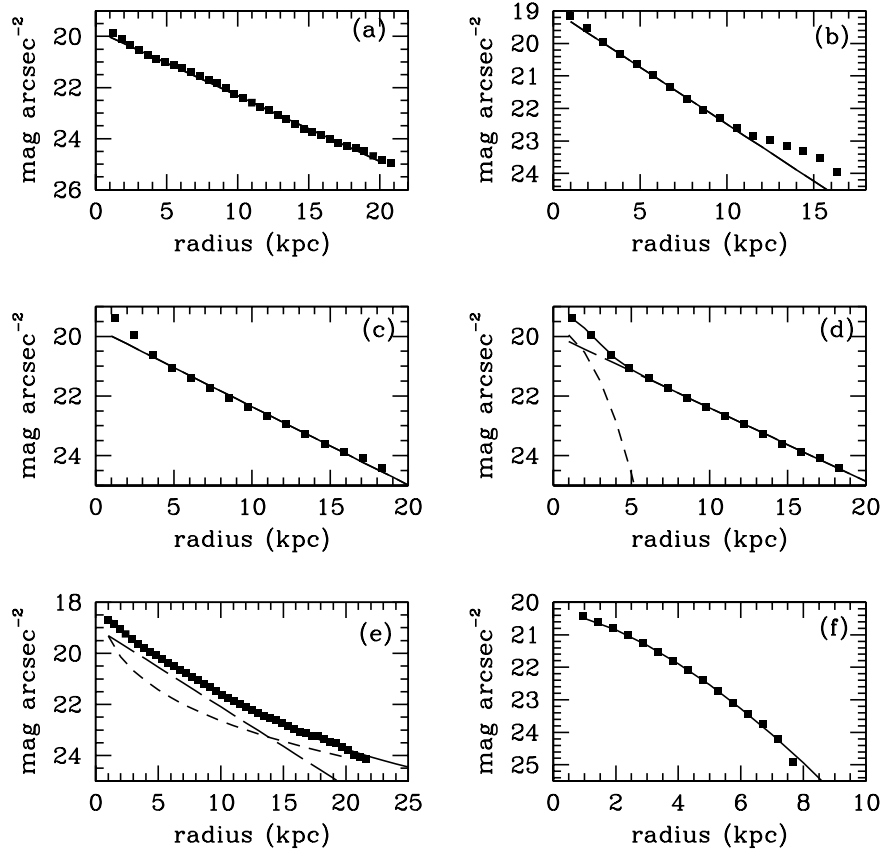 (a)
20
22
24
26
mag arcsec⁻²
0 5 10 15 20
radius (kpc)
(b)
19
20
21
22
23
24
mag arcsec⁻²
0 5 10 15
radius (kpc)
(c)
20
22
24
mag arcsec⁻²
0 5 10 15 20
radius (kpc)
(d)
20
22
24
mag arcsec⁻²
0 5 10 15 20
radius (kpc)
(e)
18
20
22
24
mag arcsec⁻²
0 5 10 15 20 25
radius (kpc)
(f)
20
21
22
23
24
25
mag arcsec⁻²
0 2 4 6 8 10
radius (kpc)